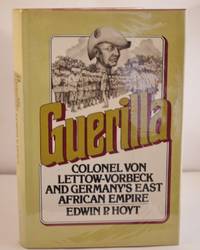 Guerilla
COLONEL VON
LETTOW-VORBECK
AND GERMANY'S EAST
AFRICAN EMPIRE
EDWIN P. HOYT